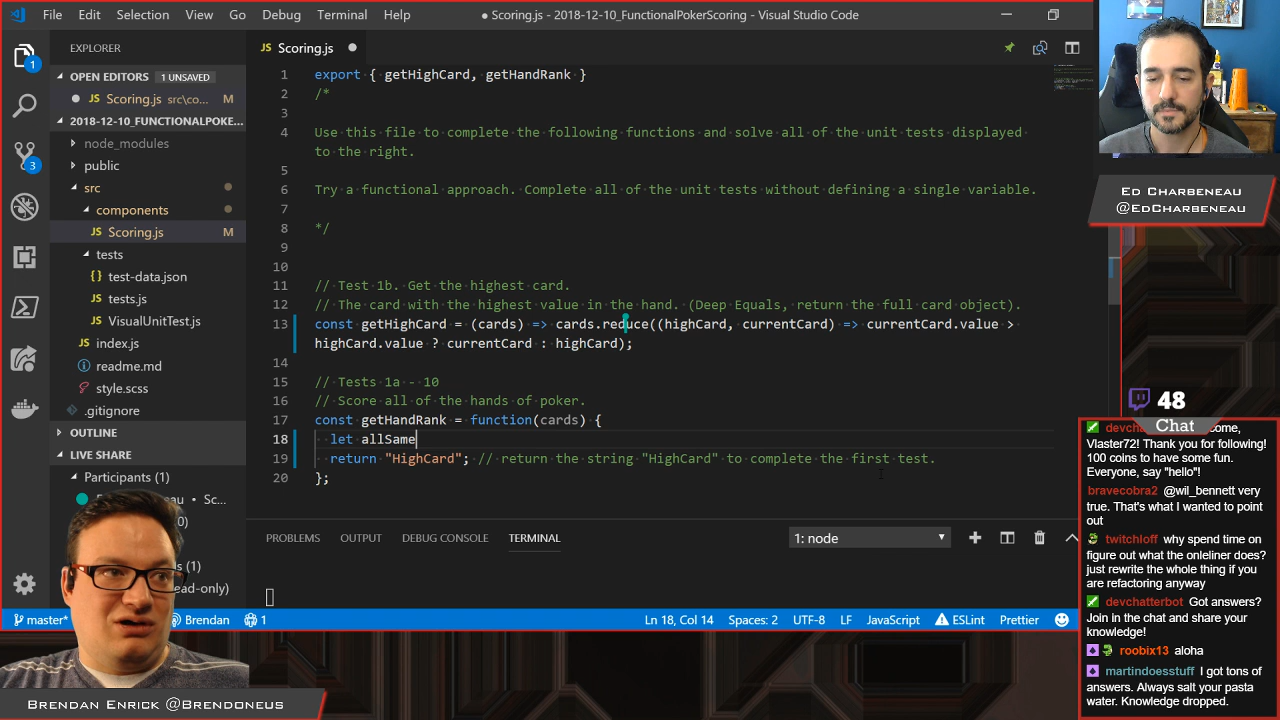 File Edit Selection View Go Debug Terminal Help
● Scoring.js - 2018-12-10_FunctionalPokerScoring - Visual Studio Code
EXPLORER
OPEN EDITORS 1 UNSAVED
JS Scoring.js src\co... M
2018-12-10_FUNCTIONALPOKE...
node_modules
public
src
components
JS Scoring.js M
tests
{} test-data.json
JS tests.js
JS VisualUnitTest.js
JS index.js
readme.md
style.scss
.gitignore
OUTLINE
LIVE SHARE
Participants (1)
Sc...
(0)
(1)
ad-only)
1
3
JS Scoring.js
1 export { getHighCard, getHandRank }
2 /*
3
4 Use this file to complete the following functions and solve all of the unit tests displayed
to the right.
5
6 Try a functional approach. Complete all of the unit tests without defining a single variable.
7
8 */
9
10
11 // Test 1b. Get the highest card.
12 // The card with the highest value in the hand. (Deep Equals, return the full card object).
13 const getHighCard = (cards) => cards.reduce((highCard, currentCard) => currentCard.value >
highCard.value ? currentCard : highCard);
14
15 // Tests 1a - 10
16 // Score all of the hands of poker.
17 const getHandRank = function(cards) {
18 let allSame
19 return "HighCard"; // return the string "HighCard" to complete the first test.
20 };
PROBLEMS OUTPUT DEBUG CONSOLE TERMINAL 1: node
master* Brendan 1 Ln 18, Col 14 Spaces: 2 UTF-8 LF JavaScript ESLint Prettier
ED CHARBENEAU
@EDCHARBENEAU
48
Chat
Vlaster72! Thank you for following!
100 coins to have some fun.
Everyone, say "hello"!
bravecobra2 @wil_bennett very
true. That's what I wanted to point
out
twitchloff why spend time on
figure out what the onleliner does?
just rewrite the whole thing if you
are refactoring anyway
devchatterbot Got answers?
Join in the chat and share your
knowledge!
roobix13 aloha
martindoesstuff I got tons of
answers. Always salt your pasta
water. Knowledge dropped.
BRENDAN ENRICK @BRENDONEUS